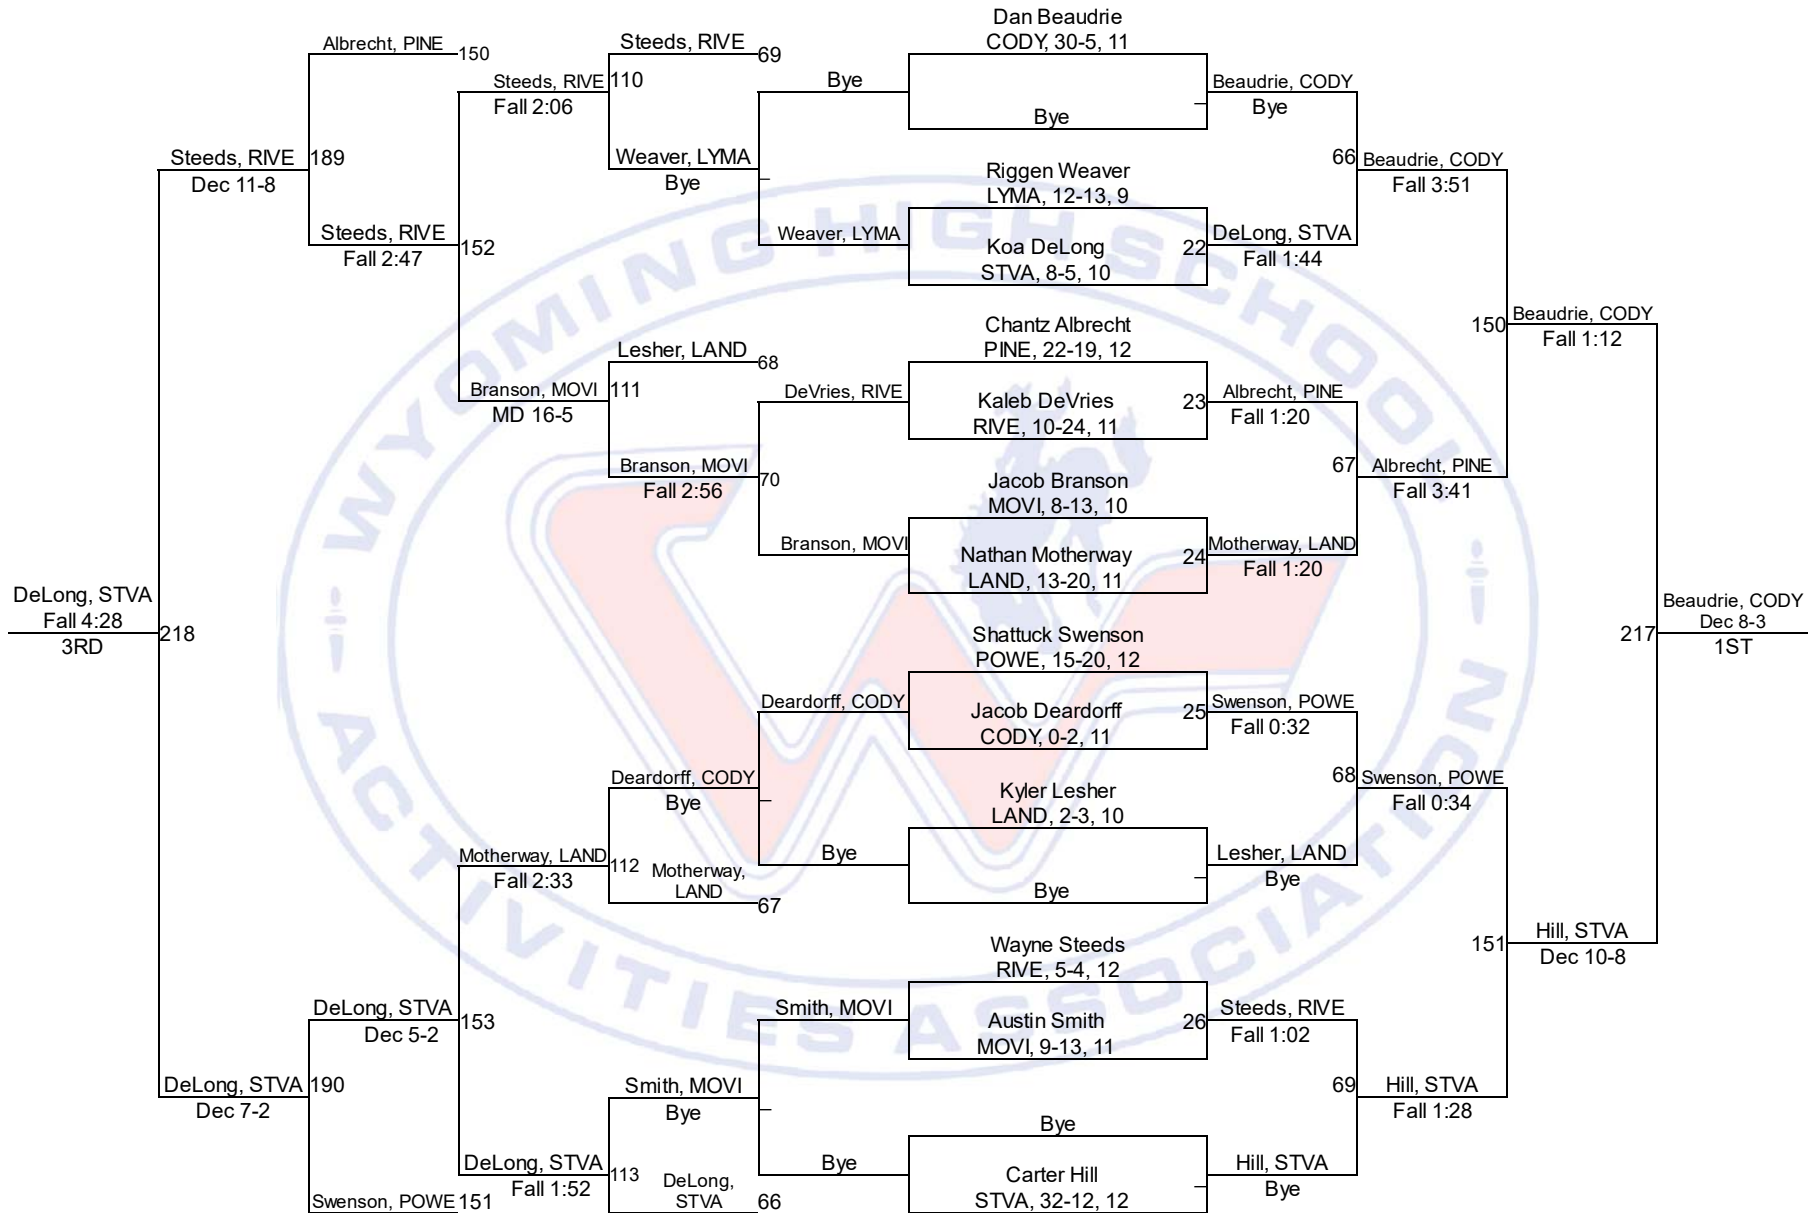 Dan Beaudrie
CODY, 30-5, 11
Bye
Riggen Weaver
LYMA, 12-13, 9
Koa DeLong
STVA, 8-5, 10
22
Chantz Albrecht
PINE, 22-19, 12
Kaleb DeVries
RIVE, 10-24, 11
23
Jacob Branson
MOVI, 8-13, 10
Nathan Motherway
LAND, 13-20, 11
24
Shattuck Swenson
POWE, 15-20, 12
Jacob Deardorff
CODY, 0-2, 11
25
Kyler Lesher
LAND, 2-3, 10
Bye
Wayne Steeds
RIVE, 5-4, 12
Austin Smith
MOVI, 9-13, 11
26
Bye
Carter Hill
STVA, 32-12, 12
Beaudrie, CODY
Bye
DeLong, STVA
Fall 1:44
66
Albrecht, PINE
Fall 1:20
Motherway, LAND
Fall 1:20
67
Swenson, POWE
Fall 0:32
Lesher, LAND
Bye
68
Steeds, RIVE
Fall 1:02
Hill, STVA
Bye
69
Beaudrie, CODY
Fall 3:51
Albrecht, PINE
Fall 3:41
150
Swenson, POWE
Fall 0:34
Hill, STVA
Fall 1:28
151
Beaudrie, CODY
Fall 1:12
Hill, STVA
Dec 10-8
217
Beaudrie, CODY
Dec 8-3
1ST
Bye
Weaver, LYMA
DeVries, RIVE
Branson, MOVI
70
Deardorff, CODY
Bye
Smith, MOVI
Bye
Steeds, RIVE
69
Weaver, LYMA
Bye
110
Lesher, LAND
68
Branson, MOVI
Fall 2:56
111
Deardorff, CODY
Bye
112
Motherway,
LAND
67
Smith, MOVI
Bye
113
DeLong,
STVA
66
Steeds, RIVE
Fall 2:06
Branson, MOVI
MD 16-5
152
Motherway, LAND
Fall 2:33
DeLong, STVA
Fall 1:52
153
Albrecht, PINE
150
Steeds, RIVE
Fall 2:47
189
DeLong, STVA
Dec 5-2
190
Swenson, POWE
151
Steeds, RIVE
Dec 11-8
DeLong, STVA
Dec 7-2
218
DeLong, STVA
Fall 4:28
3RD
WYOMING HIGH SCHOOL
ACTIVITIES ASSOCIATION